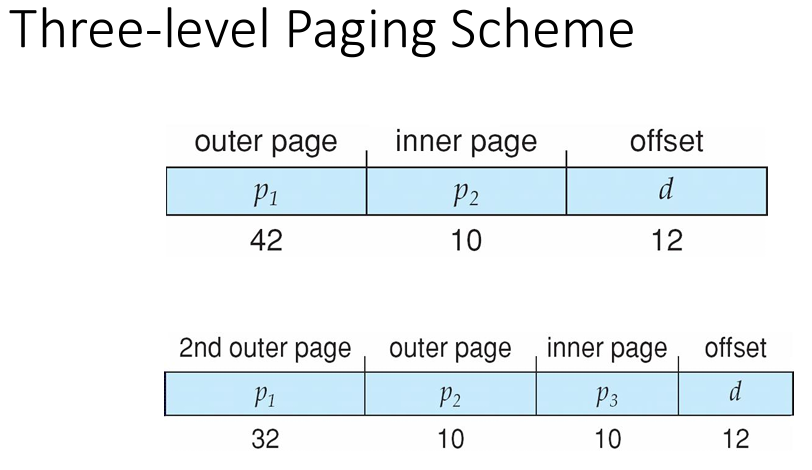 Three-level Paging Scheme
outer page inner page offset
p1 p2 d
42 10 12
2nd outer page outer page inner page offset
p1 p2 p3 d
32 10 10 12